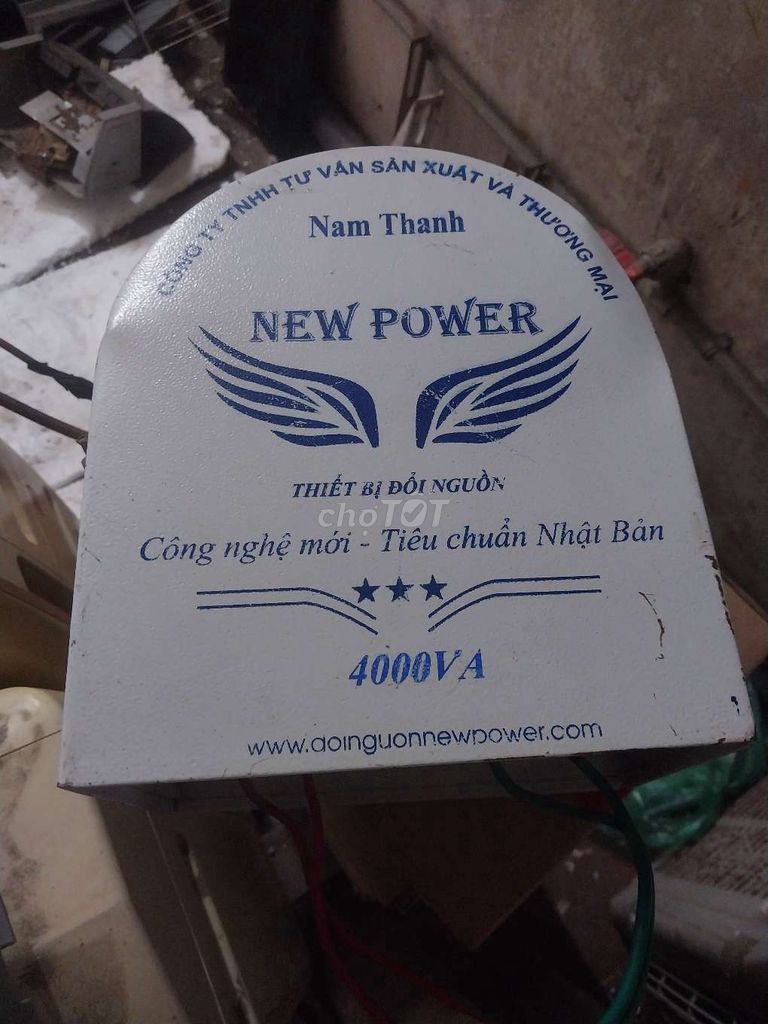 CÔNG TY TNHH TƯ VẤN SẢN XUẤT VÀ THƯƠNG MẠI
Nam Thanh
NEW POWER
THIẾT BỊ ĐỔI NGUỒN
chợTỐT
Công nghệ mới - Tiêu chuẩn Nhật Bản
4000VA
www.doinguonnewpower.com